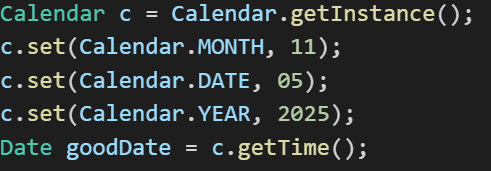 Calendar c = Calendar.getInstance();
c.set(Calendar.MONTH, 11);
c.set(Calendar.DATE, 05);
c.set(Calendar.YEAR, 2025);
Date goodDate = c.getTime();